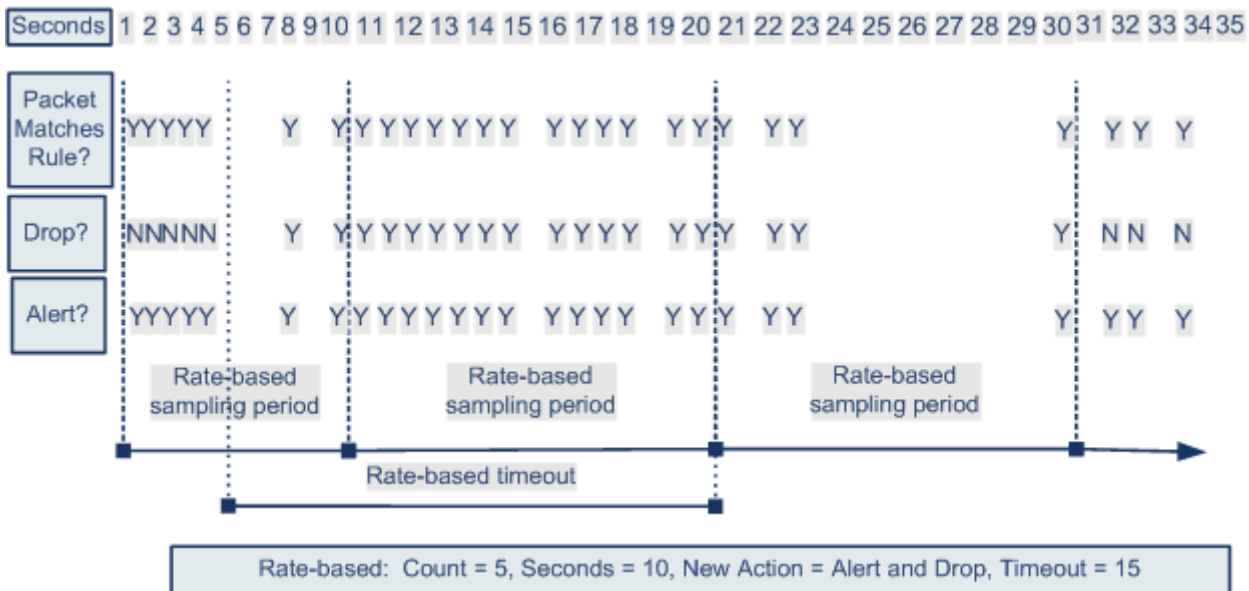 Seconds 1 2 3 4 5 6 7 8 9 10 11 12 13 14 15 16 17 18 19 20 21 22 23 24 25 26 27 28 29 30 31 32 33 34 35
Packet
Matches
Rule?
YYYYY Y Y Y Y Y Y Y Y Y Y Y Y Y Y Y Y Y Y Y Y Y Y
Drop?
NNNNN Y Y Y Y Y Y Y Y Y Y Y Y Y Y Y Y Y Y Y N N N
Alert?
YYYYY Y Y Y Y Y Y Y Y Y Y Y Y Y Y Y Y Y Y Y Y Y Y
Rate-based
sampling period
Rate-based
sampling period
Rate-based
sampling period
Rate-based timeout
Rate-based: Count = 5, Seconds = 10, New Action = Alert and Drop, Timeout = 15